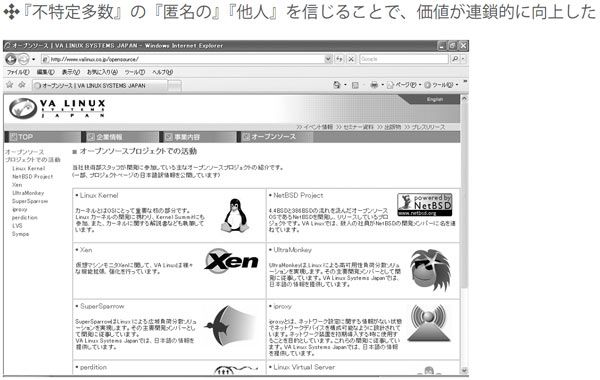 ❖『不特定多数』の『匿名の』『他人』を信じることで、価値が連鎖的に向上した
オープンソース | VA LINUX SYSTEMS JAPAN - Windows Internet Explorer
http://www.valinux.co.jp/opensource/
Google
ファイル(F) 編集(E) 表示(V) お気に入り(A) ツール(T) ヘルプ(H)
オープンソース | VA LINUX SYSTEMS JAPAN
ページ(P) ツール(O)
VA LINUX
SYSTEMS
JAPAN
English
>> イベント情報 >> セミナー資料 >> 出版物 >> プレスリリース
TOP 企業情報 事業内容 オープンソース
オープンソース
プロジェクトでの活動
Linux Kernel
NetBSD Project
Xen
UltraMonkey
SuperSparrow
iproxy
perdition
LVS
Sympa
オープンソースプロジェクトでの活動
当社技術部スタッフが開発に参加している主なオープンソースプロジェクトの紹介です。
(一部、プロジェクトページの日本語訳情報も公開しています)
Linux Kernel
カーネルとはOSにとって重要な核の部分です。
Linux カーネルの開発に携わり、Kernel Summitにも
参加。また、カーネルに関する解説書なども執筆して
います。
NetBSD Project
4.4BSDと386BSDの流れを汲んだオープンソース
OSであるNetBSDを開発し、リリースしているプロ
ジェクトです。VA Linuxでは、数人の社員がNetBSDの開発メンバーに名を連
ねています。
powered by
NetBSD
www.netbsd.org
Xen
仮想マシンモニタXenに関して、VA Linuxは様々
な機能拡張、強化を行っています。
Xen
UltraMonkey
UltraMonkeyはLinuxによる高可用性負荷分散ソリュ
ーションを実現します。その主要開発メンバーとして開
発に従事しています。VA Linux Systems Japanでは、
日本語の情報を提供しています。
SuperSparrow
SuperSparrowはLinuxによる広域負荷分散ソリュ
ーションを実現します。その主要開発メンバーとし
て開発に従事しています。
VA Linux Systems Japanでは、日本語の情報を
提供しています。
iproxy
iproxyとは、ネットワーク設定に関する情報がない状態
でネットワークデバイスを構成可能なように設計されて
います。ネットワーク装置を初期導入する時に使用す
ることを目的としています。これらの開発に従事してい
ます。VA Linux Systems Japanでは、日本語の情報
を提供しています。
perdition
Linux Virtual Server